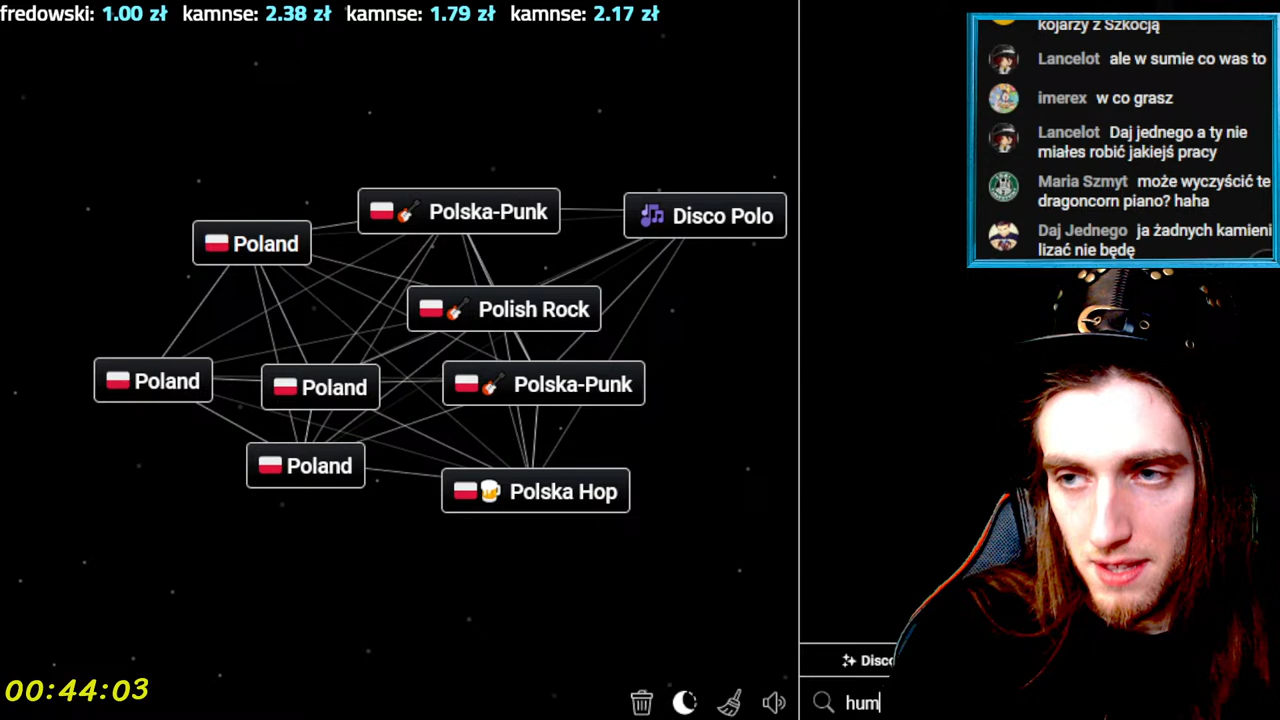 fredowski: 1.00 zł kamnse: 2.38 zł kamnse: 1.79 zł kamnse: 2.17 zł
kojarzy z Szkocją
Lancelot ale w sumie co was to
imerex w co grasz
Lancelot Daj jednego a ty nie
miałes robić jakiejś pracy
Maria Szmyt może wyczyścić te
dragoncorn piano? haha
Daj Jednego ja żadnych kamieni
lizać nie będę
Polska-Punk
Disco Polo
Poland
Polish Rock
Poland
Poland
Polska-Punk
Poland
Polska Hop
Disco
00:44:03
hum